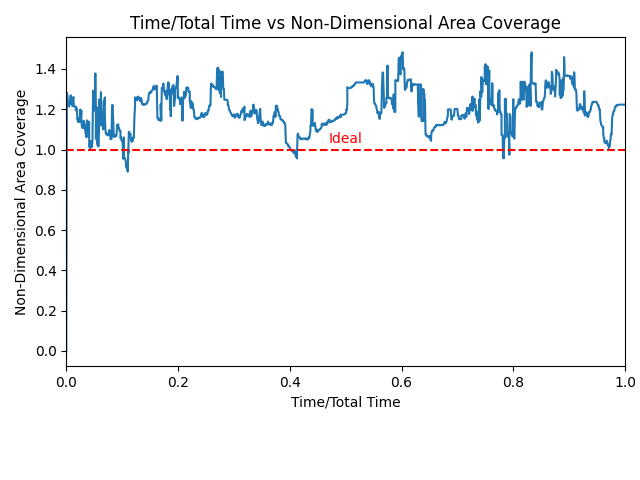 Time/Total Time vs Non-Dimensional Area Coverage
Non-Dimensional Area Coverage
1.4
1.2
1.0
0.8
0.6
0.4
0.2
0.0
Ideal
0.0 0.2 0.4 0.6 0.8 1.0
Time/Total Time